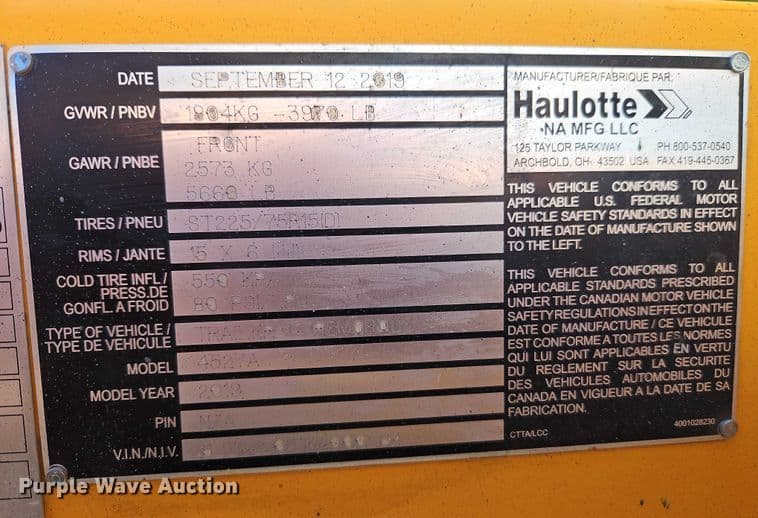 DATE SEPTEMBER 12 2019
GVWR / PNBV 1804KG -3970 LB
GAWR / PNBE FRONT
2573 KG
5660 LB
TIRES / PNEU ST225/75R15(D)
RIMS / JANTE 15 X 6
COLD TIRE INFL /
PRESS.DE
GONFL. A FROID
550
80
TYPE OF VEHICLE /
TYPE DE VEHICULE
MODEL 4527A
MODEL YEAR 2019
PIN N/A
V.I.N./N.I.V.
MANUFACTURER/FABRIQUE PAR:
Haulotte
NA MFG LLC
125 TAYLOR PARKWAY PH 800-537-0540
ARCHBOLD, OH 43502 USA FAX 419-445-0367
THIS VEHICLE CONFORMS TO ALL
APPLICABLE U.S. FEDERAL MOTOR
VEHICLE SAFETY STANDARDS IN EFFECT
ON THE DATE OF MANUFACTURE SHOWN
TO THE LEFT.
THIS VEHICLE CONFORMS TO ALL
APPLICABLE STANDARDS PRESCRIBED
UNDER THE CANADIAN MOTOR VEHICLE
SAFETY REGULATIONS IN EFFECT ON THE
DATE OF MANUFACTURE / CE VEHICULE
EST CONFORME A TOUTES LES NORMES
QUI LUI SONT APPLICABLES EN VERTU
DU REGLEMENT SUR LA SECURITE
DES VEHICULES AUTOMOBILES DU
CANADA EN VIGUEUR A LA DATE DE SA
FABRICATION.
CTTA/LCC 4001028230
Purple Wave Auction